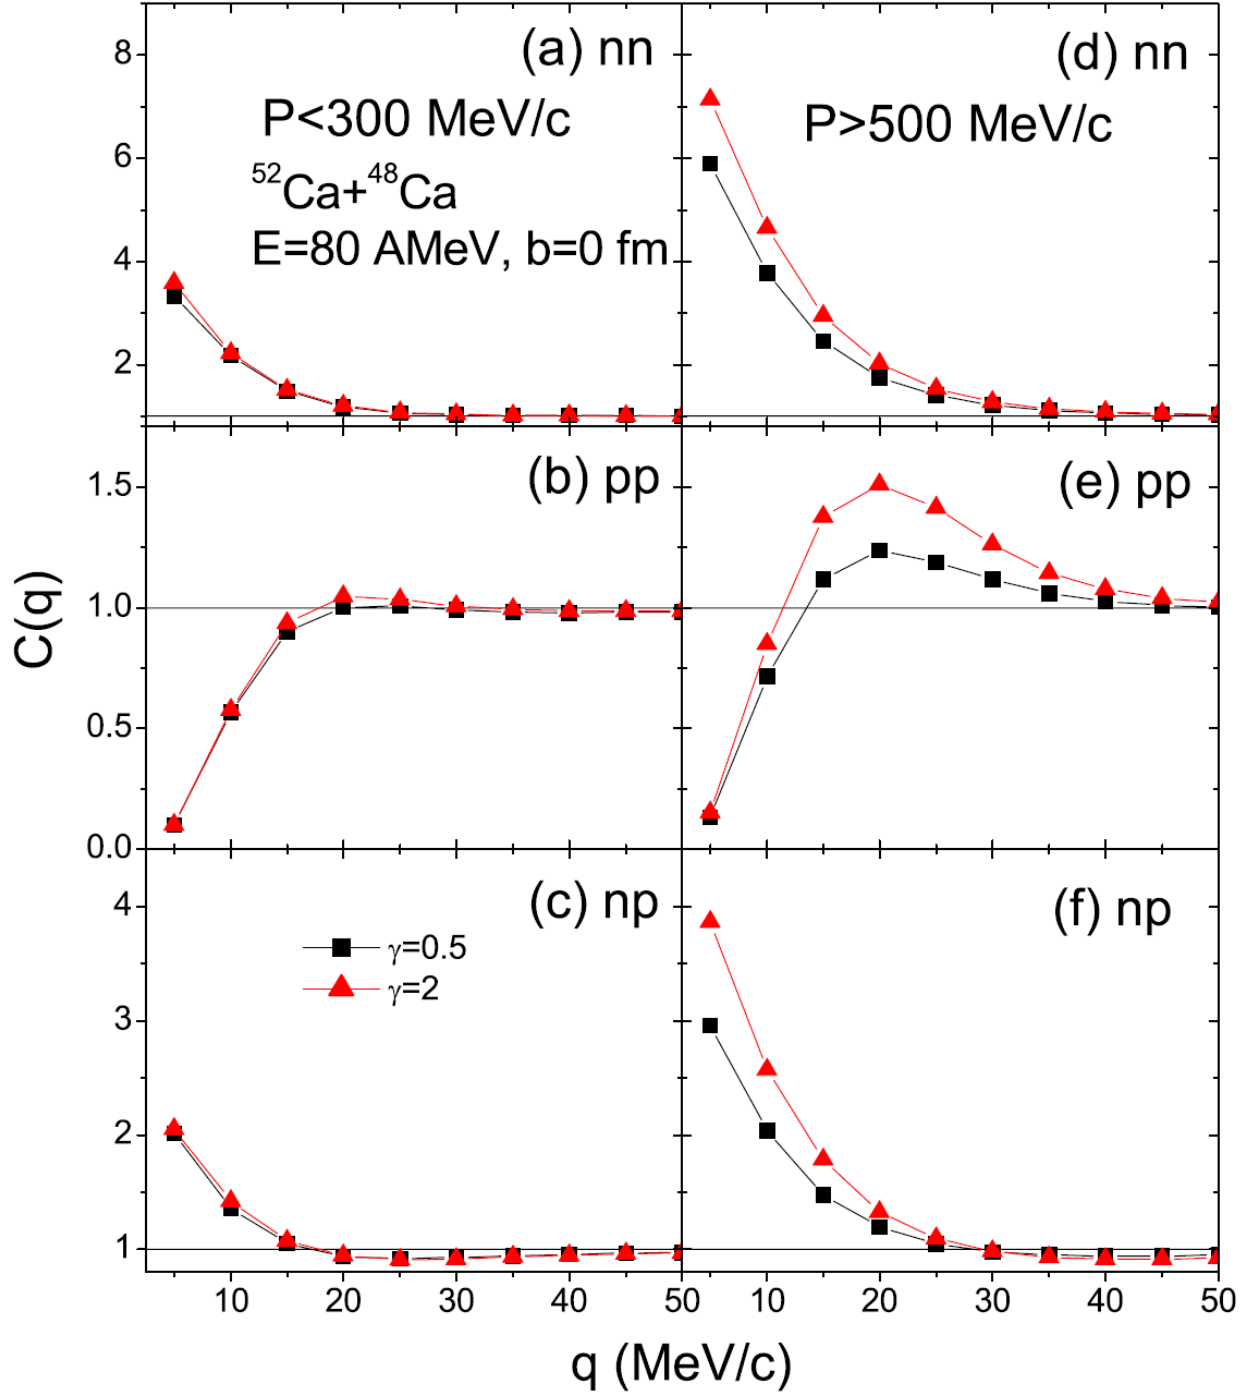 (a) nn
P<300 MeV/c
⁵²Ca+⁴⁸Ca
E=80 AMeV, b=0 fm
8
6
4
2
(d) nn
P>500 MeV/c
(b) pp
1.5
1.0
0.5
0.0
(e) pp
C(q)
(c) np
γ=0.5
γ=2
4
3
2
1
(f) np
10 20 30 40 50 10 20 30 40 50
q (MeV/c)